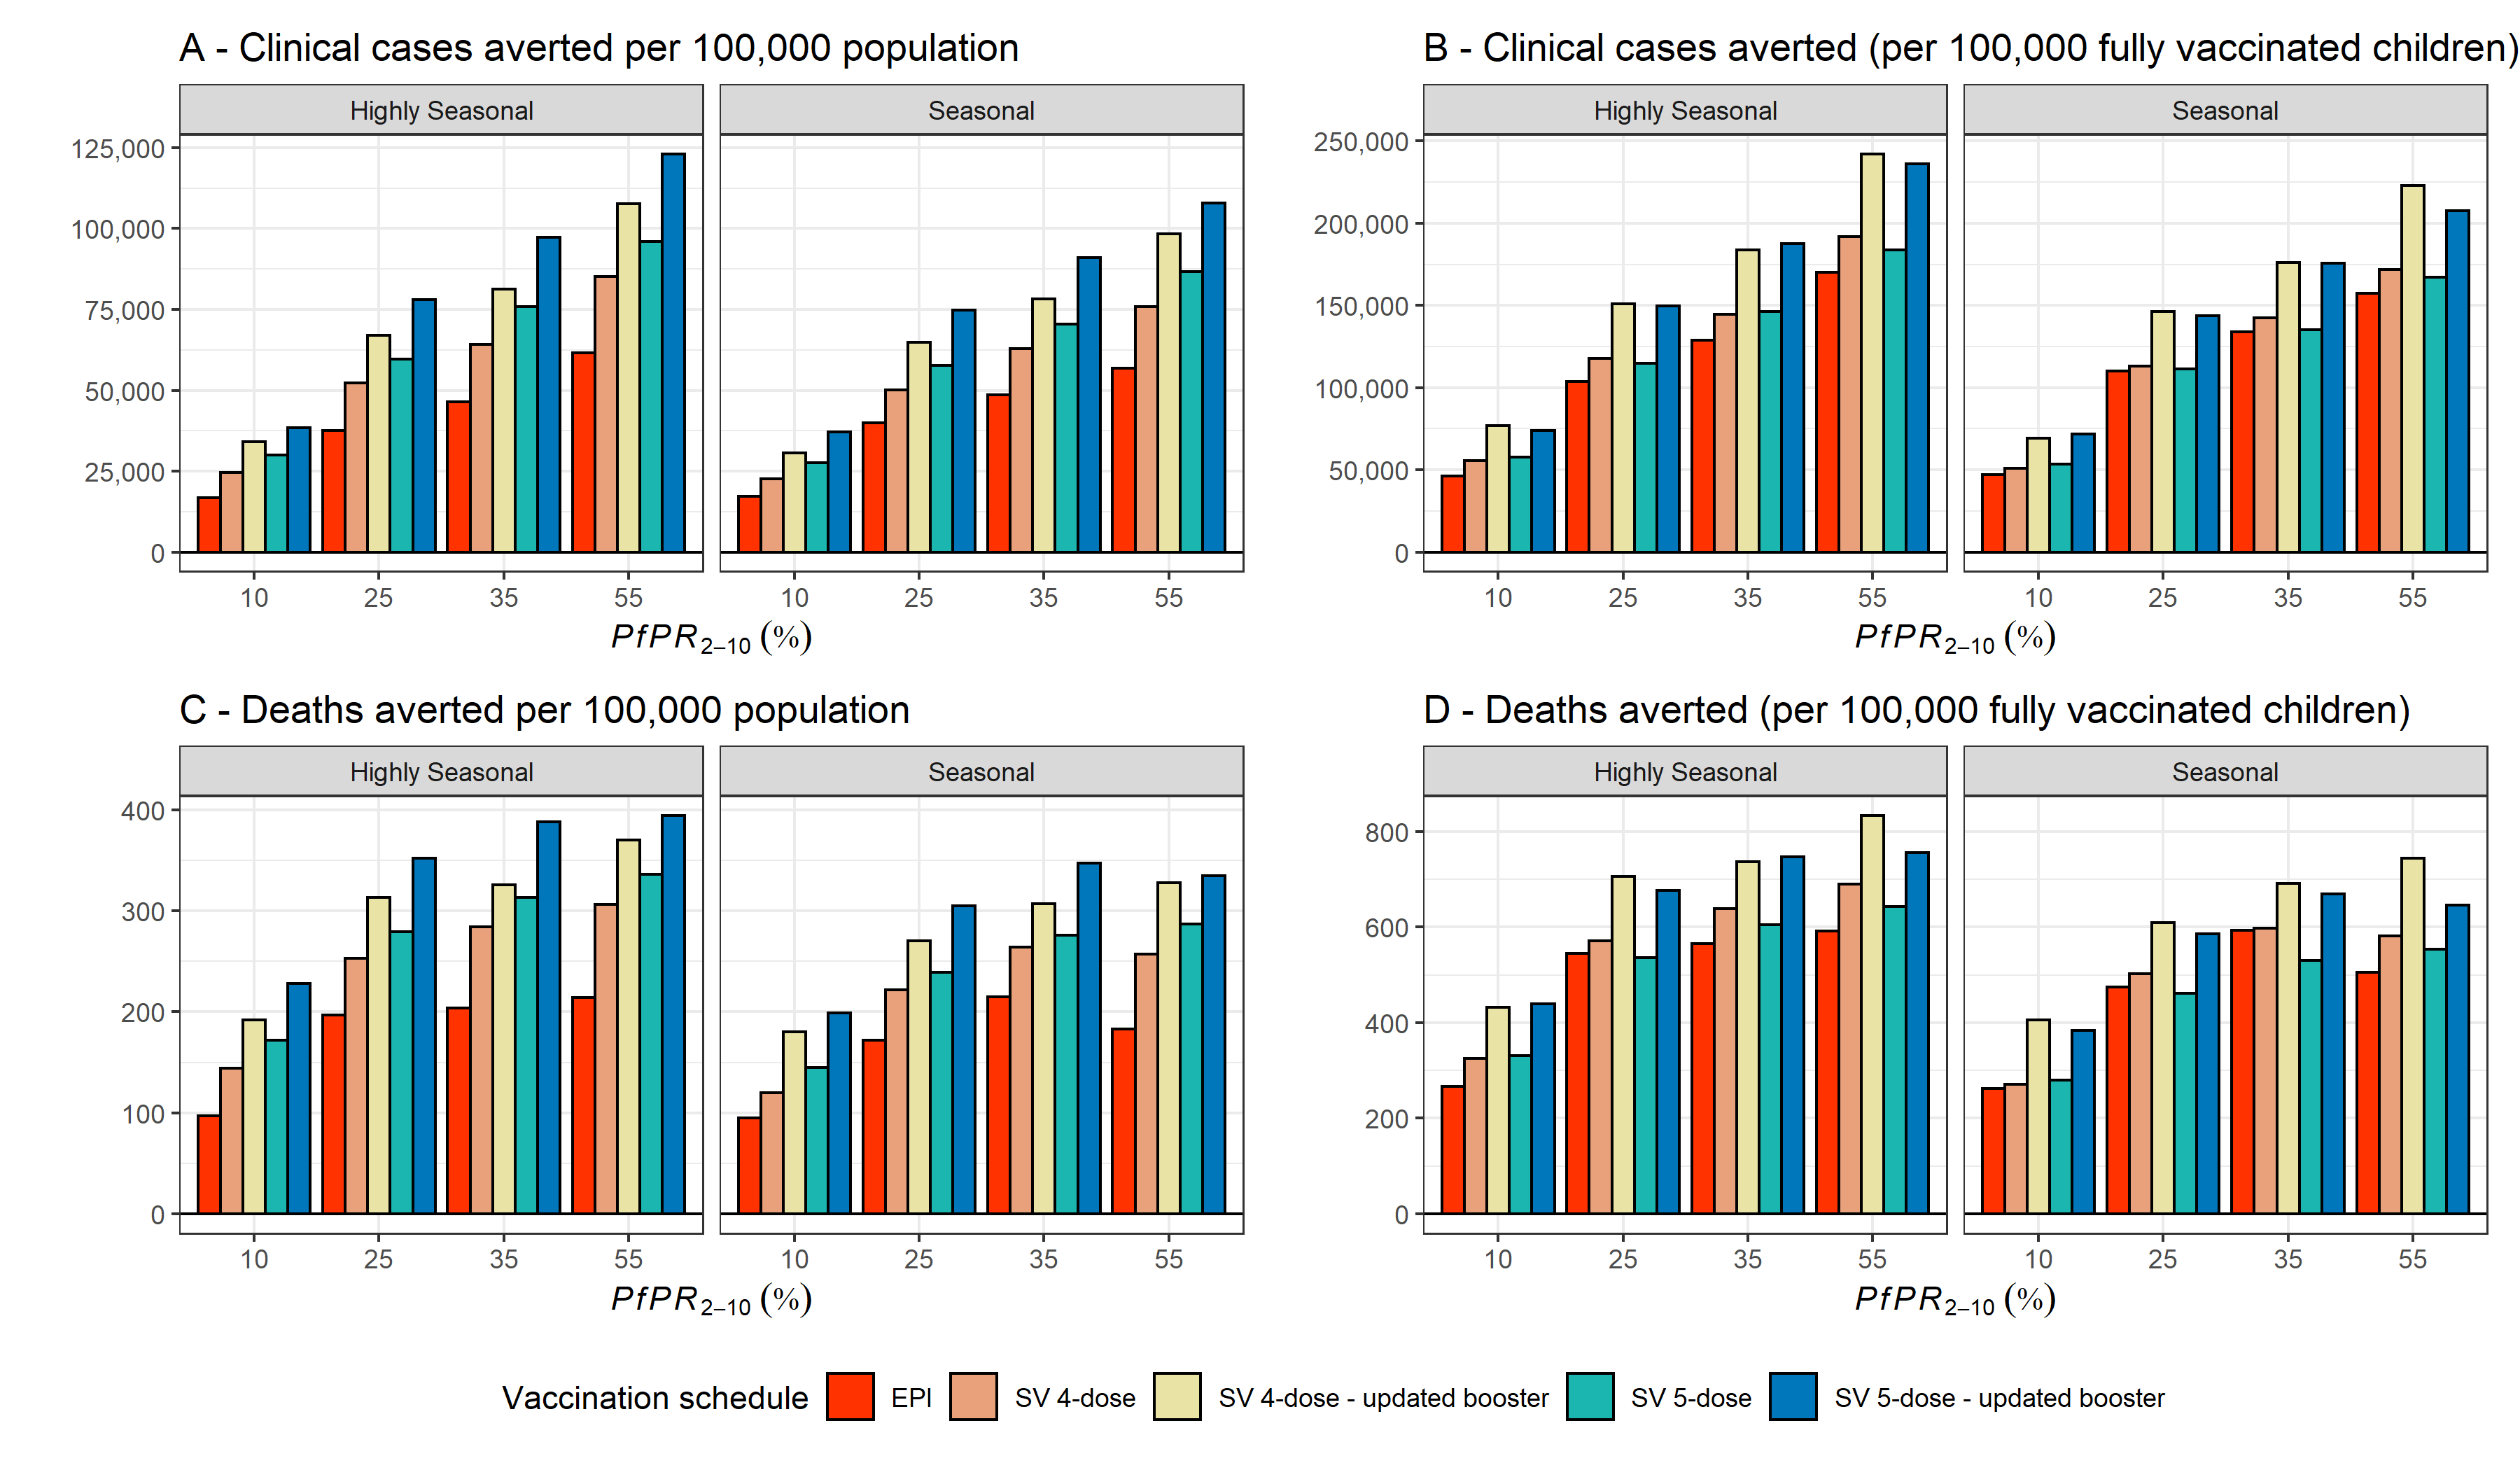 A - Clinical cases averted per 100,000 population
Highly Seasonal
Seasonal
125,000
100,000
75,000
50,000
25,000
0
10 25 35 55
10 25 35 55
PfPR2–10 (%)
B - Clinical cases averted (per 100,000 fully vaccinated children)
Highly Seasonal
Seasonal
250,000
200,000
150,000
100,000
50,000
0
10 25 35 55
10 25 35 55
PfPR2–10 (%)
C - Deaths averted per 100,000 population
Highly Seasonal
Seasonal
400
300
200
100
0
10 25 35 55
10 25 35 55
PfPR2–10 (%)
D - Deaths averted (per 100,000 fully vaccinated children)
Highly Seasonal
Seasonal
800
600
400
200
0
10 25 35 55
10 25 35 55
PfPR2–10 (%)
Vaccination schedule EPI SV 4-dose SV 4-dose - updated booster SV 5-dose SV 5-dose - updated booster